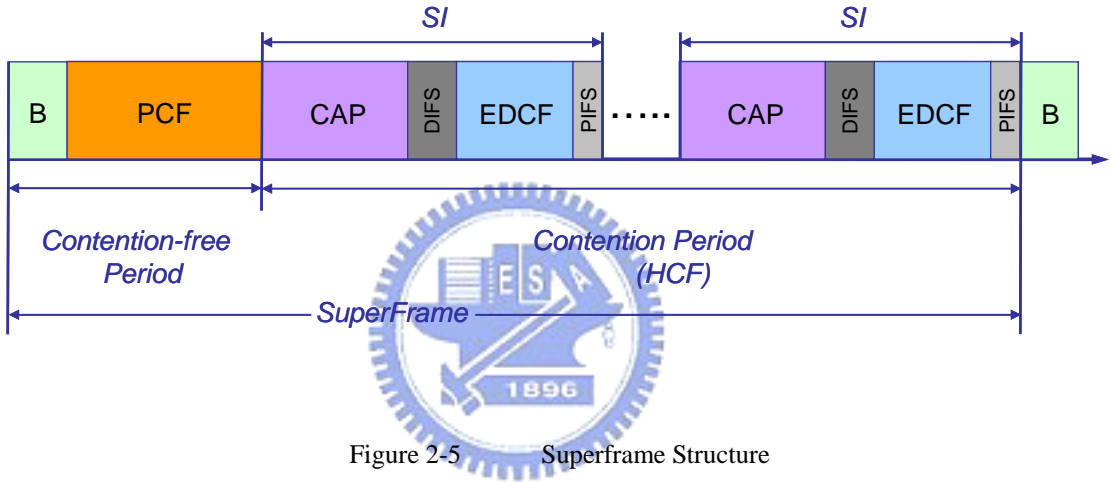 SI SI
B PCF CAP DIFS EDCF PIFS ..... CAP DIFS EDCF PIFS B
Contention-free
Period
Contention Period
(HCF)
SuperFrame
E S A
1896
Figure 2-5 Superframe Structure